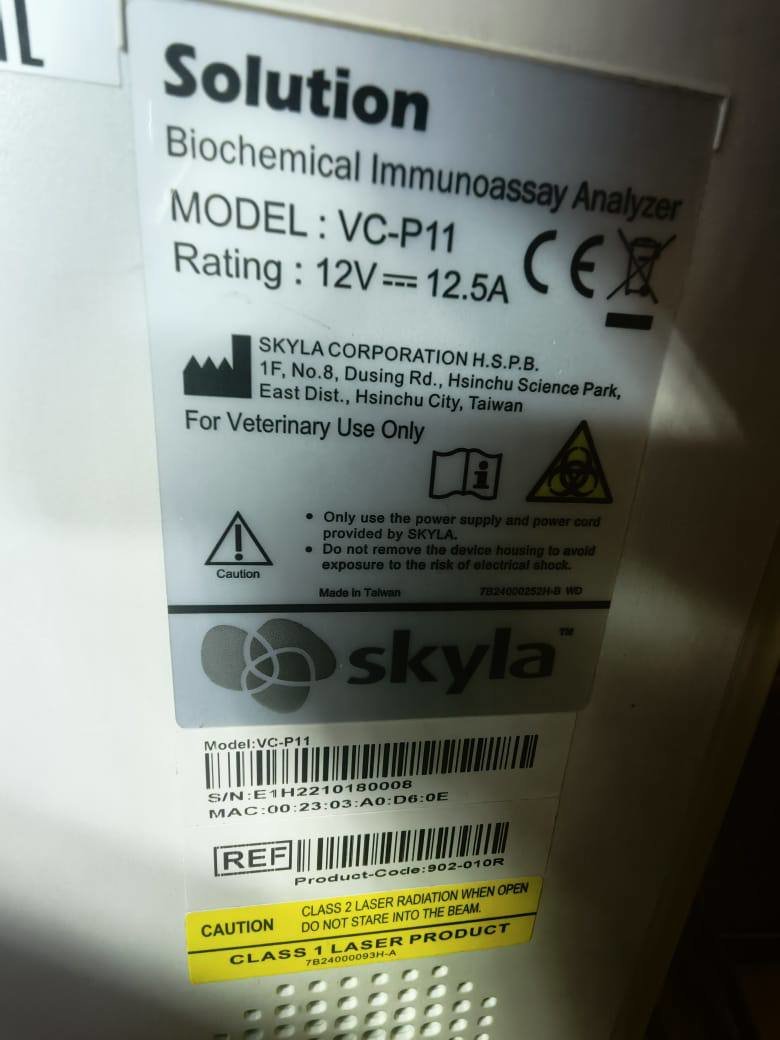 Solution
Biochemical Immunoassay Analyzer
MODEL : VC-P11
Rating : 12V⎓12.5A
CE
SKYLA CORPORATION H.S.P.B.
1F, No.8, Dusing Rd., Hsinchu Science Park,
East Dist., Hsinchu City, Taiwan
For Veterinary Use Only
i
• Only use the power supply and power cord
provided by SKYLA.
• Do not remove the device housing to avoid
exposure to the risk of electrical shock.
Caution
Made in Taiwan 7B24000252H-B WD
skyla™
Model:VC-P11
S/N:E1H2210180008
MAC:00:23:03:A0:D6:0E
REF
Product-Code:902-010R
CAUTION
CLASS 2 LASER RADIATION WHEN OPEN
DO NOT STARE INTO THE BEAM.
CLASS 1 LASER PRODUCT
7B24000093H-A